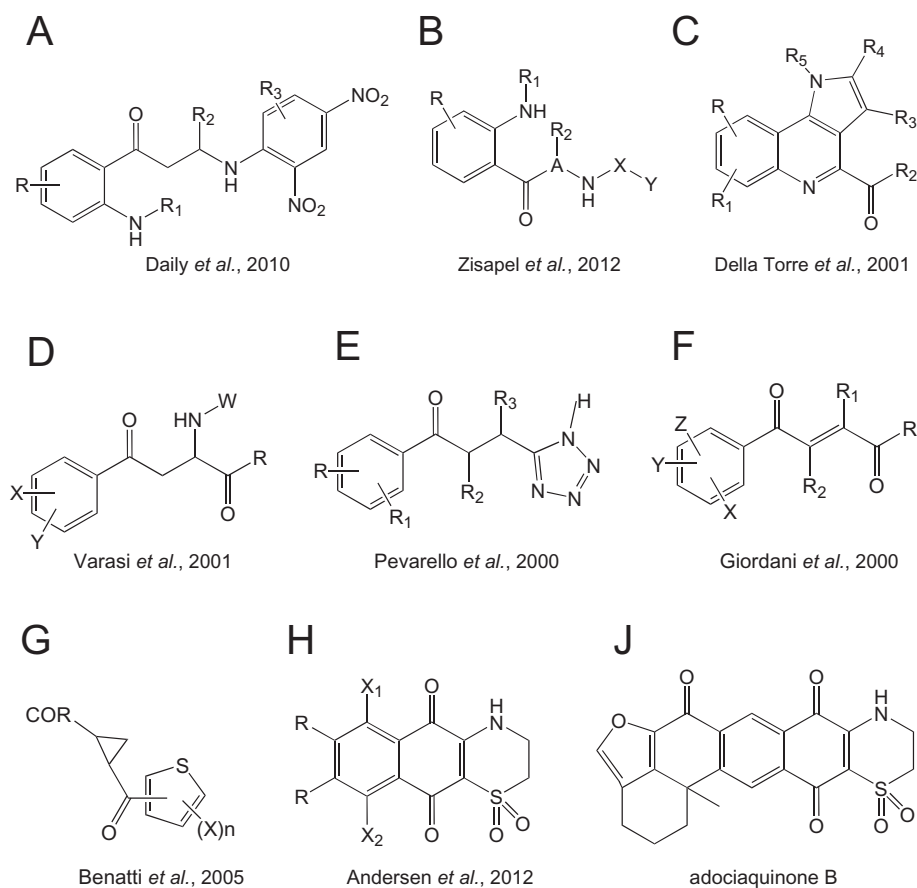 A
B
C
O
R2
R3
NO2
N
H
NO2
R
N
H
R1
Daily et al., 2010
R
R1
NH
R2
A
N
H
X
Y
O
Zisapel et al., 2012
R5
R4
N
R
R3
R2
R1
N
O
Della Torre et al., 2001
D
E
F
O
HN
W
R
X
O
Y
Varasi et al., 2001
O
R3
H
N
N
N
N
R
R2
R1
Pevarello et al., 2000
O
R1
Z
R
Y
R2
O
X
Giordani et al., 2000
G
H
J
COR
S
O
(X)n
Benatti et al., 2005
X1
O
H
N
R
R
S
O
O
X2
O
Andersen et al., 2012
O
O
H
N
O
S
O
O
O
adociaquinone B